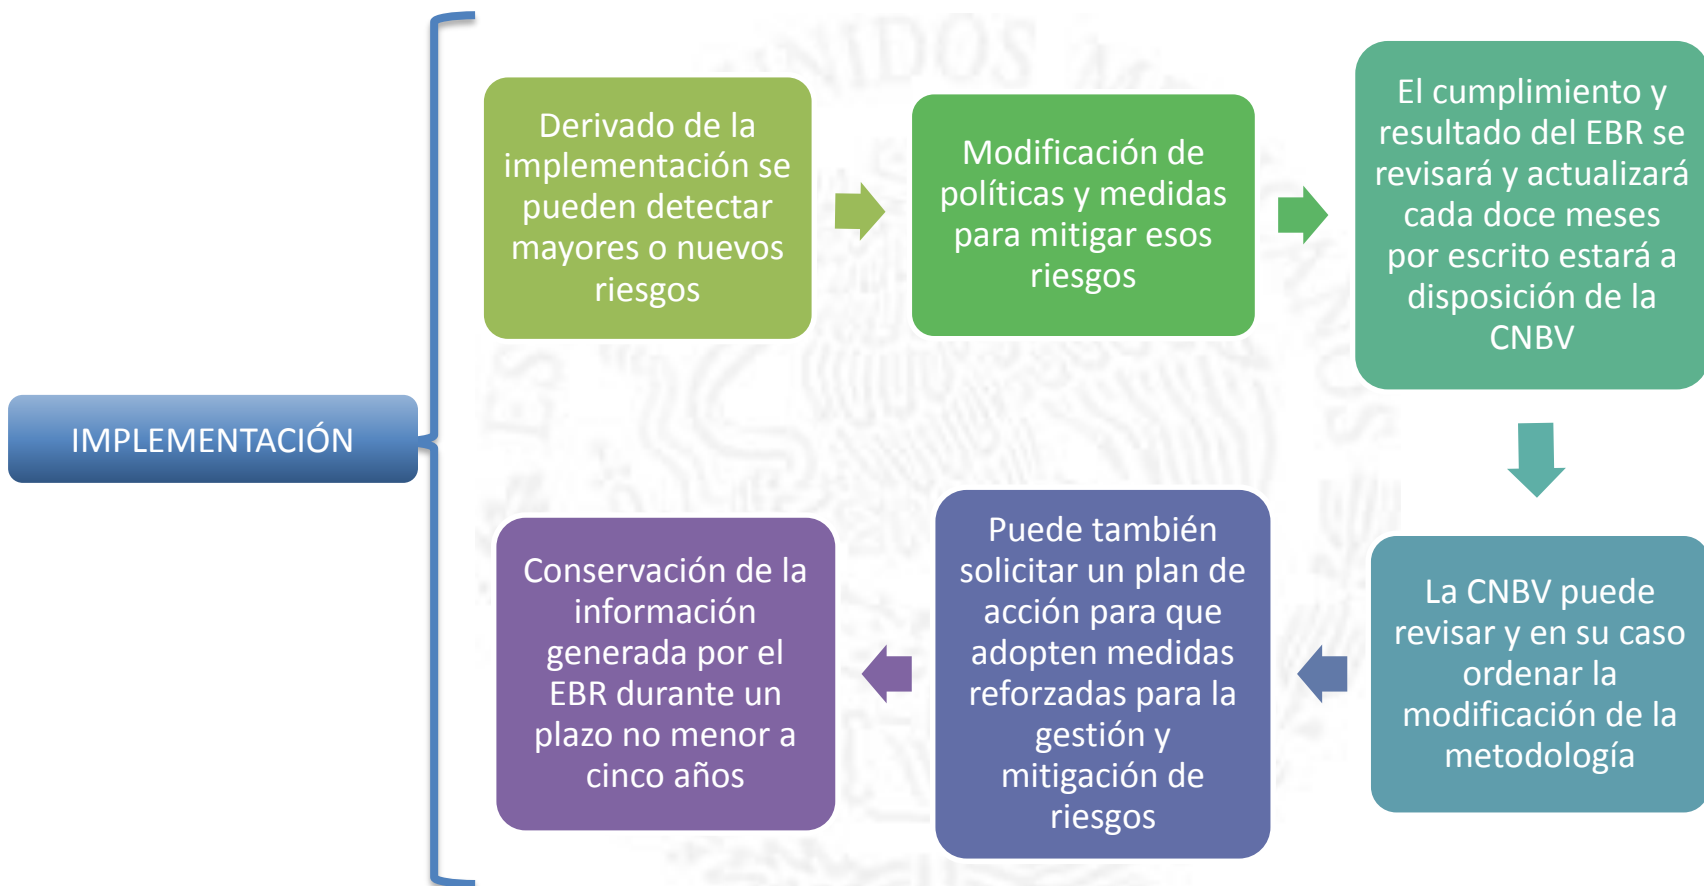 IMPLEMENTACIÓN
Derivado de la
implementación se
pueden detectar
mayores o nuevos
riesgos
Modificación de
políticas y medidas
para mitigar esos
riesgos
El cumplimiento y
resultado del EBR se
revisará y actualizará
cada doce meses
por escrito estará a
disposición de la
CNBV
La CNBV puede
revisar y en su caso
ordenar la
modificación de la
metodología
Puede también
solicitar un plan de
acción para que
adopten medidas
reforzadas para la
gestión y
mitigación de
riesgos
Conservación de la
información
generada por el
EBR durante un
plazo no menor a
cinco años